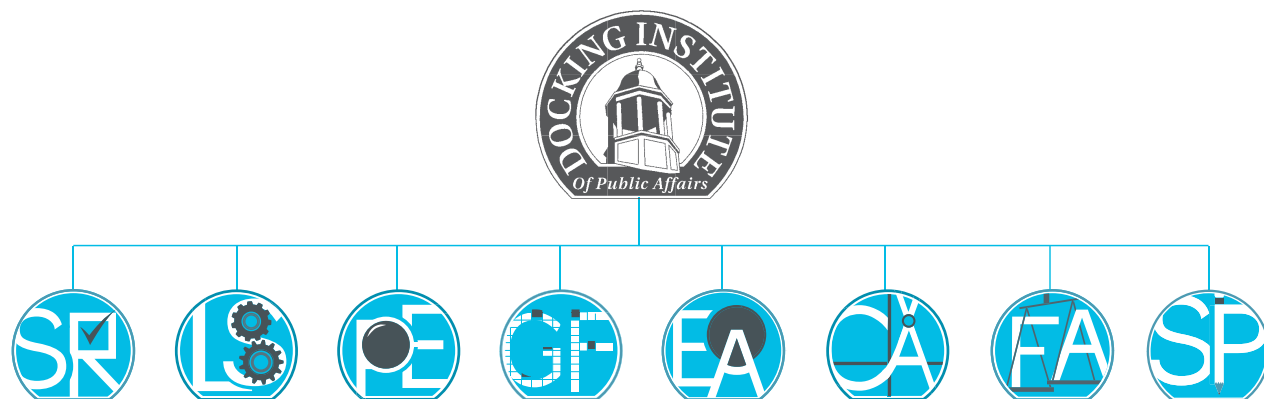 DOCKING INSTITUTE
Of Public Affairs
SR
LS
PE
GF
EA
CA
FA
SP